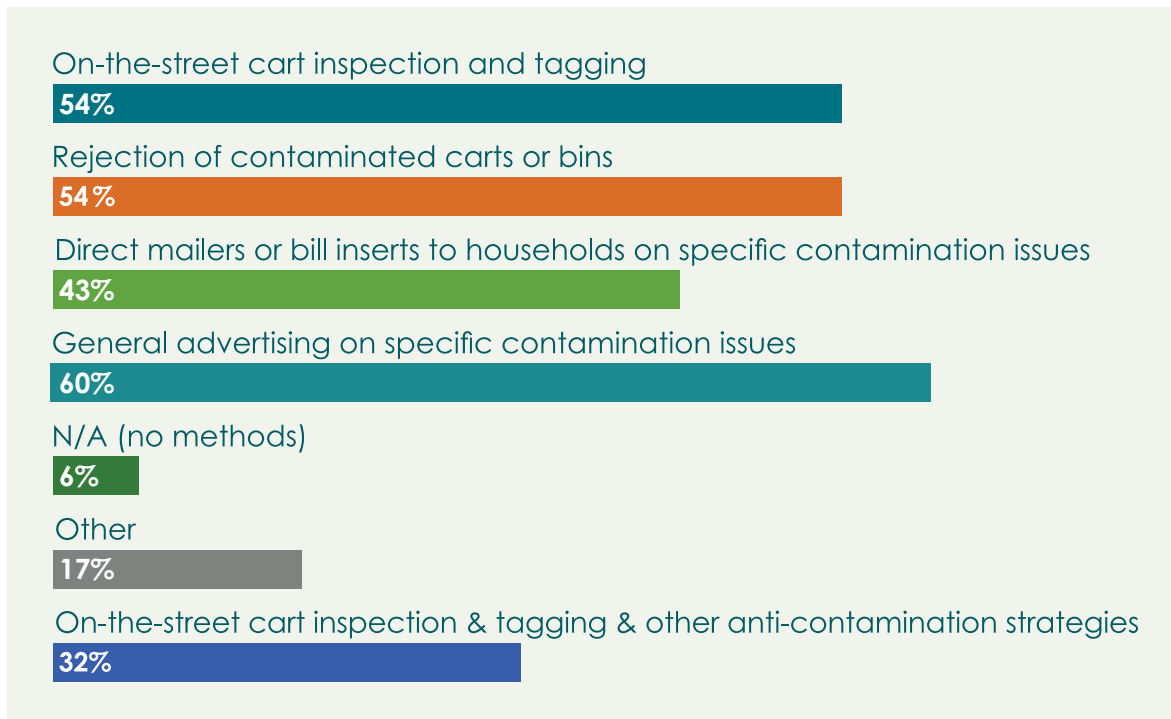 On-the-street cart inspection and tagging
54%
Rejection of contaminated carts or bins
54%
Direct mailers or bill inserts to households on specific contamination issues
43%
General advertising on specific contamination issues
60%
N/A (no methods)
6%
Other
17%
On-the-street cart inspection & tagging & other anti-contamination strategies
32%